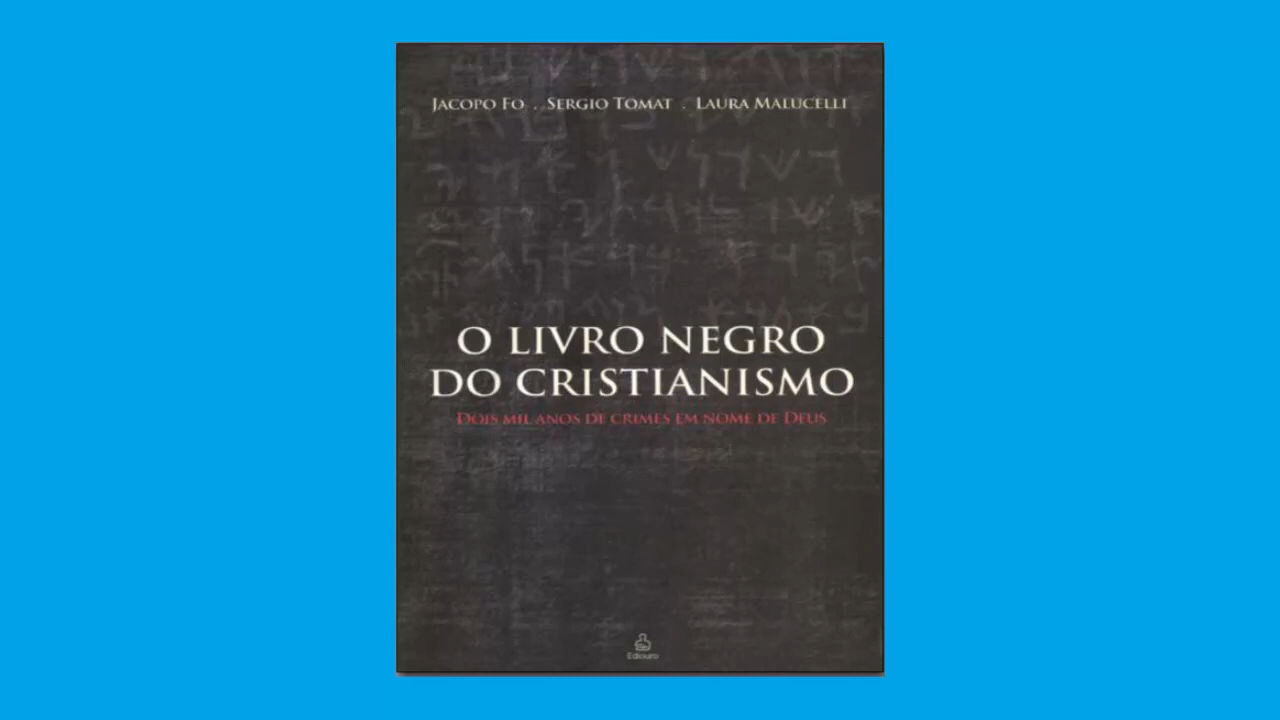 JACOPO FO . SERGIO TOMAT . LAURA MALUCELLI
O LIVRO NEGRO
DO CRISTIANISMO
DOIS MIL ANOS DE CRIMES EM NOME DE DEUS
Ediouro